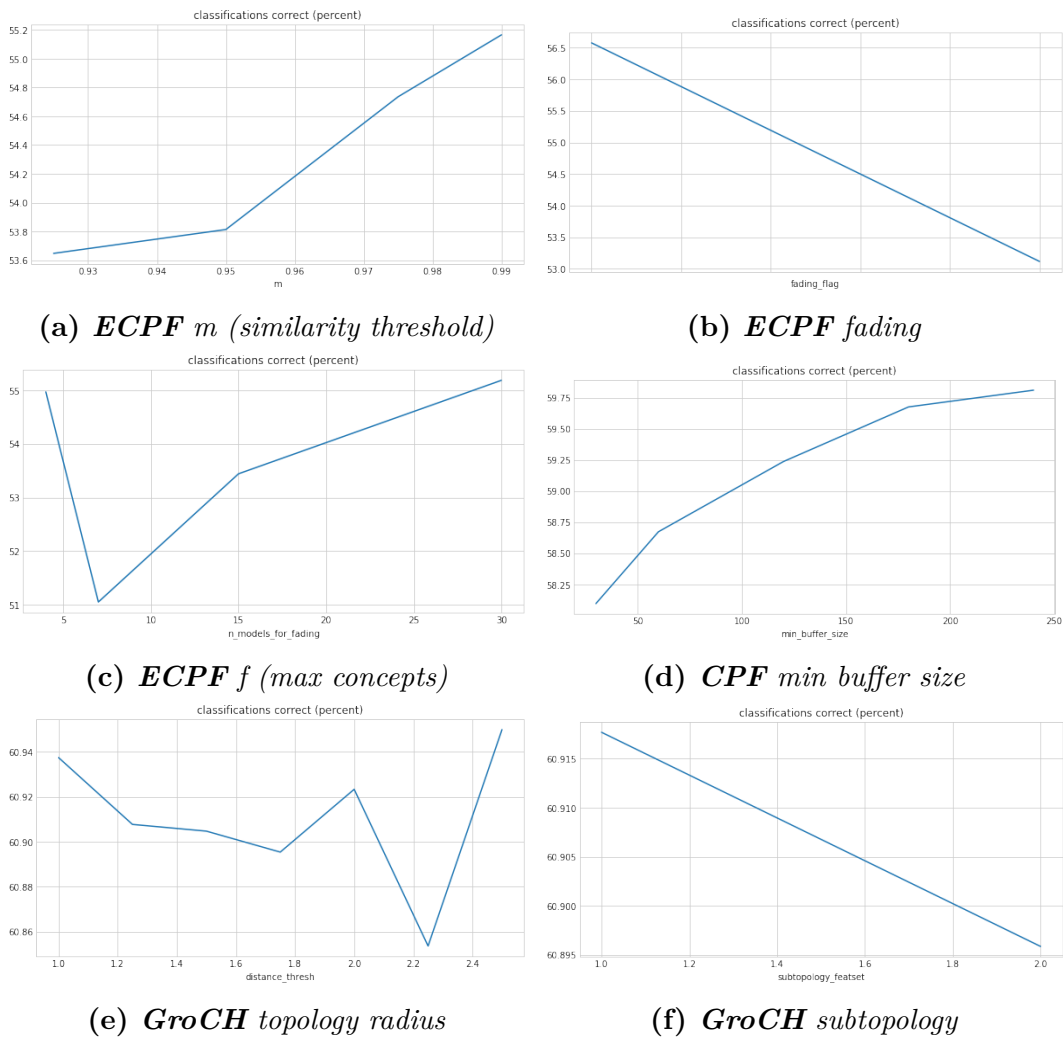 classifications correct (percent)
55.2
55.0
54.8
54.6
54.4
54.2
54.0
53.8
53.6
0.93 0.94 0.95 0.96 0.97 0.98 0.99
m
(a) ECPF m (similarity threshold)
classifications correct (percent)
56.5
56.0
55.5
55.0
54.5
54.0
53.5
53.0
fading_flag
(b) ECPF fading
classifications correct (percent)
55
54
53
52
51
5 10 15 20 25 30
n_models_for_fading
(c) ECPF f (max concepts)
classifications correct (percent)
59.75
59.50
59.25
59.00
58.75
58.50
58.25
50 100 150 200 250
min_buffer_size
(d) CPF min buffer size
classifications correct (percent)
60.94
60.92
60.90
60.88
60.86
1.0 1.2 1.4 1.6 1.8 2.0 2.2 2.4
distance_thresh
(e) GroCH topology radius
classifications correct (percent)
60.915
60.910
60.905
60.900
60.895
1.0 1.2 1.4 1.6 1.8 2.0
subtopology_featset
(f) GroCH subtopology